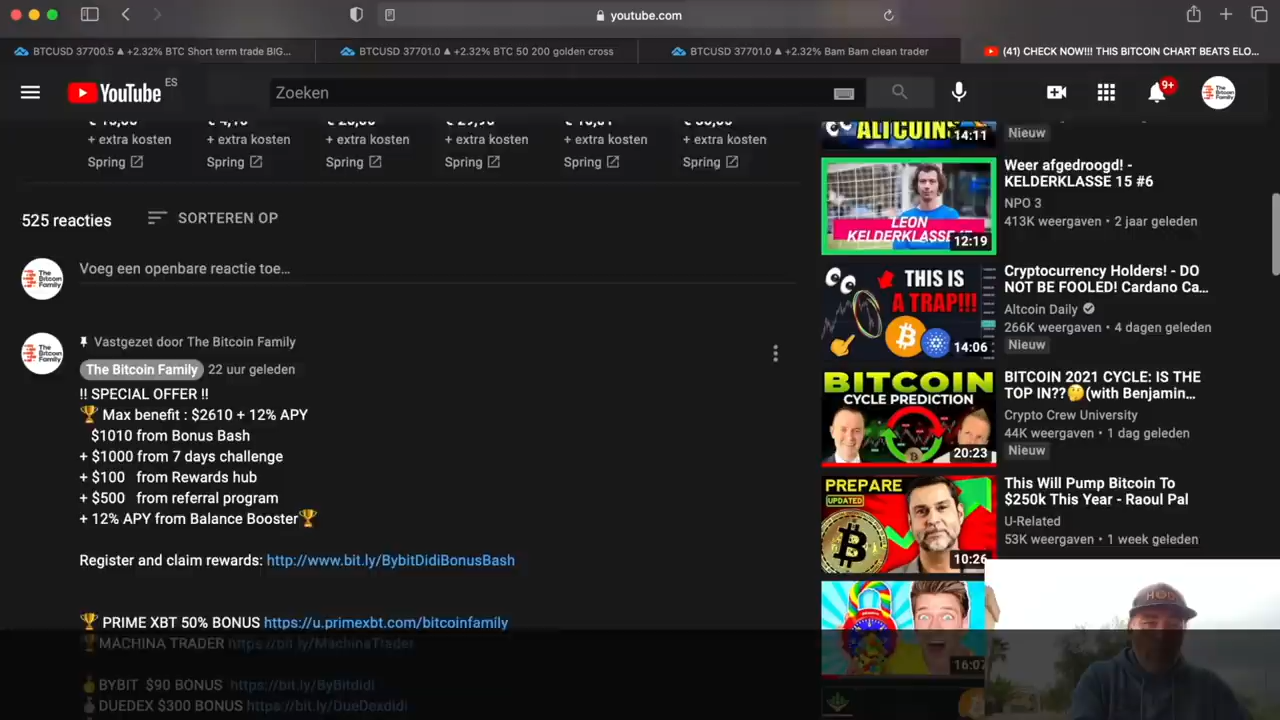 youtube.com
BTCUSD 37700.5 ▲ +2.32% BTC Short term trade BIG...
BTCUSD 37701.0 ▲ +2.32% BTC 50 200 golden cross
BTCUSD 37701.0 ▲ +2.32% Bam Bam clean trader
(41) CHECK NOW!!! THIS BITCOIN CHART BEATS ELO...
YouTube ES
Zoeken
9+
The Bitcoin Family
+ extra kosten
+ extra kosten
+ extra kosten
+ extra kosten
+ extra kosten
+ extra kosten
Spring
Spring
Spring
Spring
Spring
Spring
525 reacties
SORTEREN OP
The Bitcoin Family
Voeg een openbare reactie toe...
The Bitcoin Family
Vastgezet door The Bitcoin Family
The Bitcoin Family 22 uur geleden
!! SPECIAL OFFER !!
🏆 Max benefit : $2610 + 12% APY
$1010 from Bonus Bash
+ $1000 from 7 days challenge
+ $100 from Rewards hub
+ $500 from referral program
+ 12% APY from Balance Booster🏆
Register and claim rewards: http://www.bit.ly/BybitDidiBonusBash
🏆 PRIME XBT 50% BONUS https://u.primexbt.com/bitcoinfamily
🏆MACHINA TRADER https://bit.ly/MachinaTrader
🥇BYBIT $90 BONUS https://bit.ly/ByBitdidi
🥈DUEDEX $300 BONUS https://bit.ly/DueDexdidi
ALTCOINS
14:11
Nieuw
LEON
KELDERKLASSE
12:19
Weer afgedroogd! -
KELDERKLASSE 15 #6
NPO 3
413K weergaven • 2 jaar geleden
THIS IS
A TRAP!!!
14:06
Cryptocurrency Holders! - DO
NOT BE FOOLED! Cardano Ca...
Altcoin Daily
266K weergaven • 4 dagen geleden
Nieuw
BITCOIN
CYCLE PREDICTION
20:23
BITCOIN 2021 CYCLE: IS THE
TOP IN??🤔(with Benjamin...
Crypto Crew University
44K weergaven • 1 dag geleden
Nieuw
PREPARE
UPDATED
10:26
This Will Pump Bitcoin To
$250k This Year - Raoul Pal
U-Related
53K weergaven • 1 week geleden
16:07